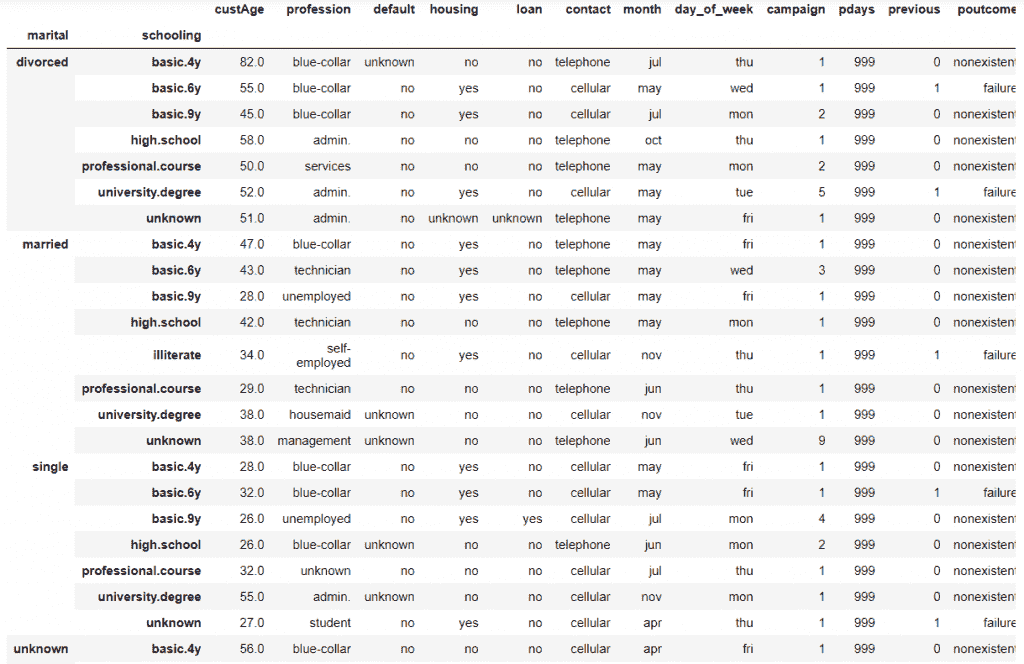 custAge profession default housing loan contact month day_of_week campaign pdays previous poutcome
marital schooling
divorced basic.4y 82.0 blue-collar unknown no no telephone jul thu 1 999 0 nonexistent
basic.6y 55.0 blue-collar no yes no cellular may wed 1 999 1 failure
basic.9y 45.0 blue-collar no yes no cellular jul mon 2 999 0 nonexistent
high.school 58.0 admin. no no no telephone oct thu 1 999 0 nonexistent
professional.course 50.0 services no no no telephone may mon 2 999 0 nonexistent
university.degree 52.0 admin. no yes no cellular may tue 5 999 1 failure
unknown 51.0 admin. no unknown unknown telephone may fri 1 999 0 nonexistent
married basic.4y 47.0 blue-collar no yes no telephone may fri 1 999 0 nonexistent
basic.6y 43.0 technician no yes no telephone may wed 3 999 0 nonexistent
basic.9y 28.0 unemployed no yes no cellular may fri 1 999 0 nonexistent
high.school 42.0 technician no no no telephone may mon 1 999 0 nonexistent
illiterate 34.0 self-employed no yes no cellular nov thu 1 999 1 failure
professional.course 29.0 technician no no no telephone jun thu 1 999 0 nonexistent
university.degree 38.0 housemaid unknown no no cellular nov tue 1 999 0 nonexistent
unknown 38.0 management unknown no no telephone jun wed 9 999 0 nonexistent
single basic.4y 28.0 blue-collar no yes no cellular may fri 1 999 0 nonexistent
basic.6y 32.0 blue-collar no yes no cellular may fri 1 999 1 failure
basic.9y 26.0 unemployed no yes yes cellular jul mon 4 999 0 nonexistent
high.school 26.0 blue-collar unknown no no telephone jun mon 2 999 0 nonexistent
professional.course 32.0 unknown no no no cellular jul thu 1 999 0 nonexistent
university.degree 55.0 admin. unknown no no cellular nov mon 1 999 0 nonexistent
unknown 27.0 student no yes no cellular apr thu 1 999 1 failure
unknown basic.4y 56.0 blue-collar no no no cellular apr fri 1 999 0 nonexistent